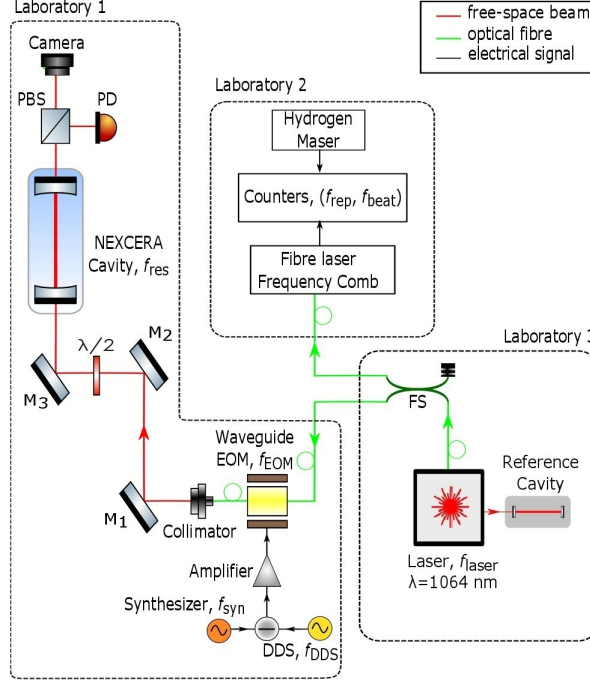 Laboratory 1
free-space beam
optical fibre
electrical signal
Camera
PBS
PD
NEXCERA
Cavity, fres
Laboratory 2
Hydrogen
Maser
Counters, (frep, fbeat)
Fibre laser
Frequency Comb
λ/2
M2
M3
M1
Laboratory 3
FS
Waveguide
EOM, fEOM
Collimator
Reference
Cavity
Laser, flaser
λ=1064 nm
Amplifier
Synthesizer, fsyn
DDS, fDDS